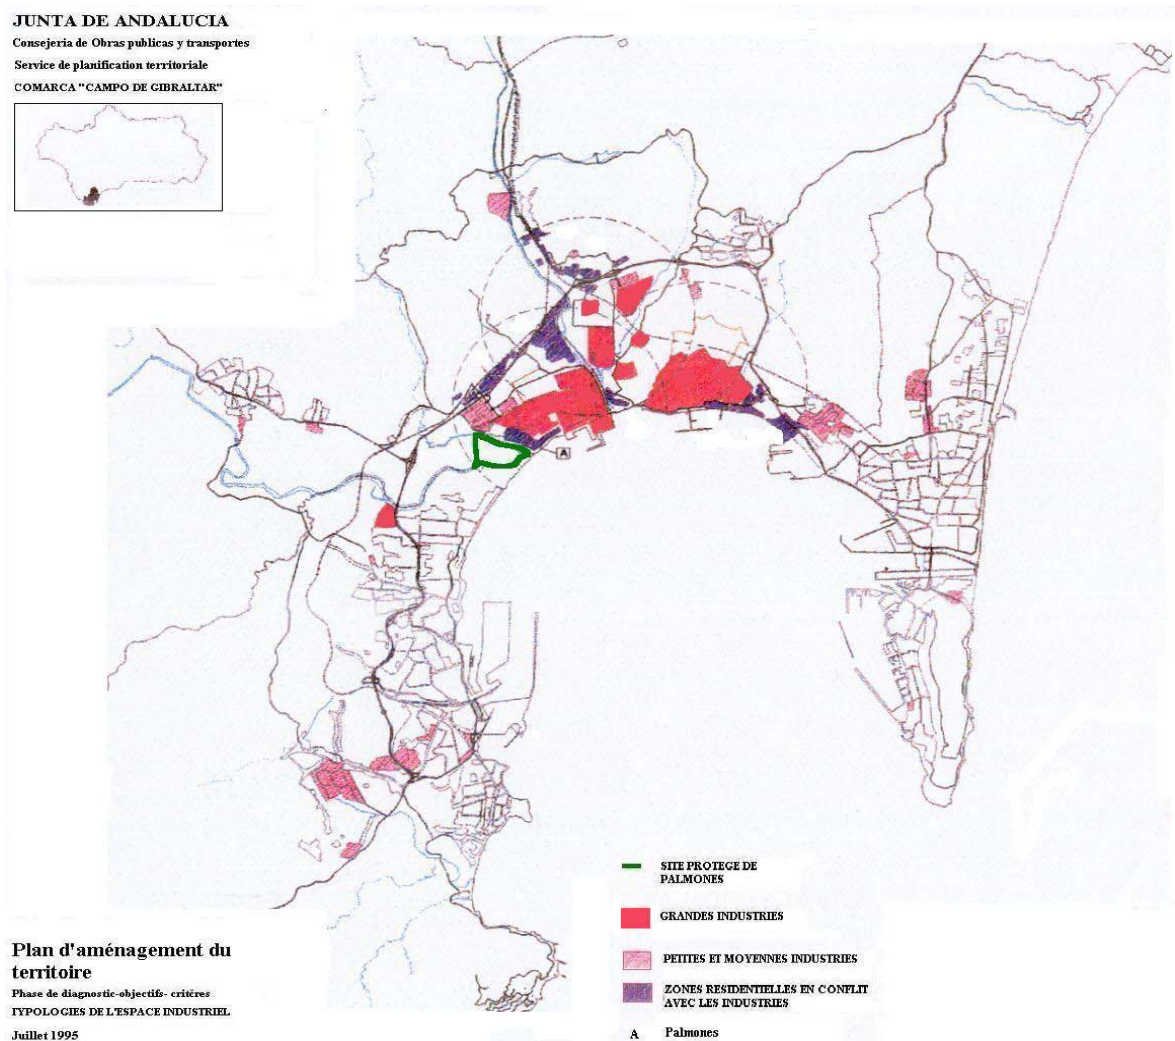 JUNTA DE ANDALUCIA
Consejeria de Obras publicas y transportes
Service de planification territoriale
COMARCA "CAMPO DE GIBRALTAR"
A
SITE PROTEGE DE
PALMONES
GRANDES INDUSTRIES
PETITES ET MOYENNES INDUSTRIES
ZONES RESIDENTIELLES EN CONFLIT
AVEC LES INDUSTRIES
A Palmones
Plan d'aménagement du
territoire
Phase de diagnostic-objectifs- critères
TYPOLOGIES DE L'ESPACE INDUSTRIEL
Juillet 1995